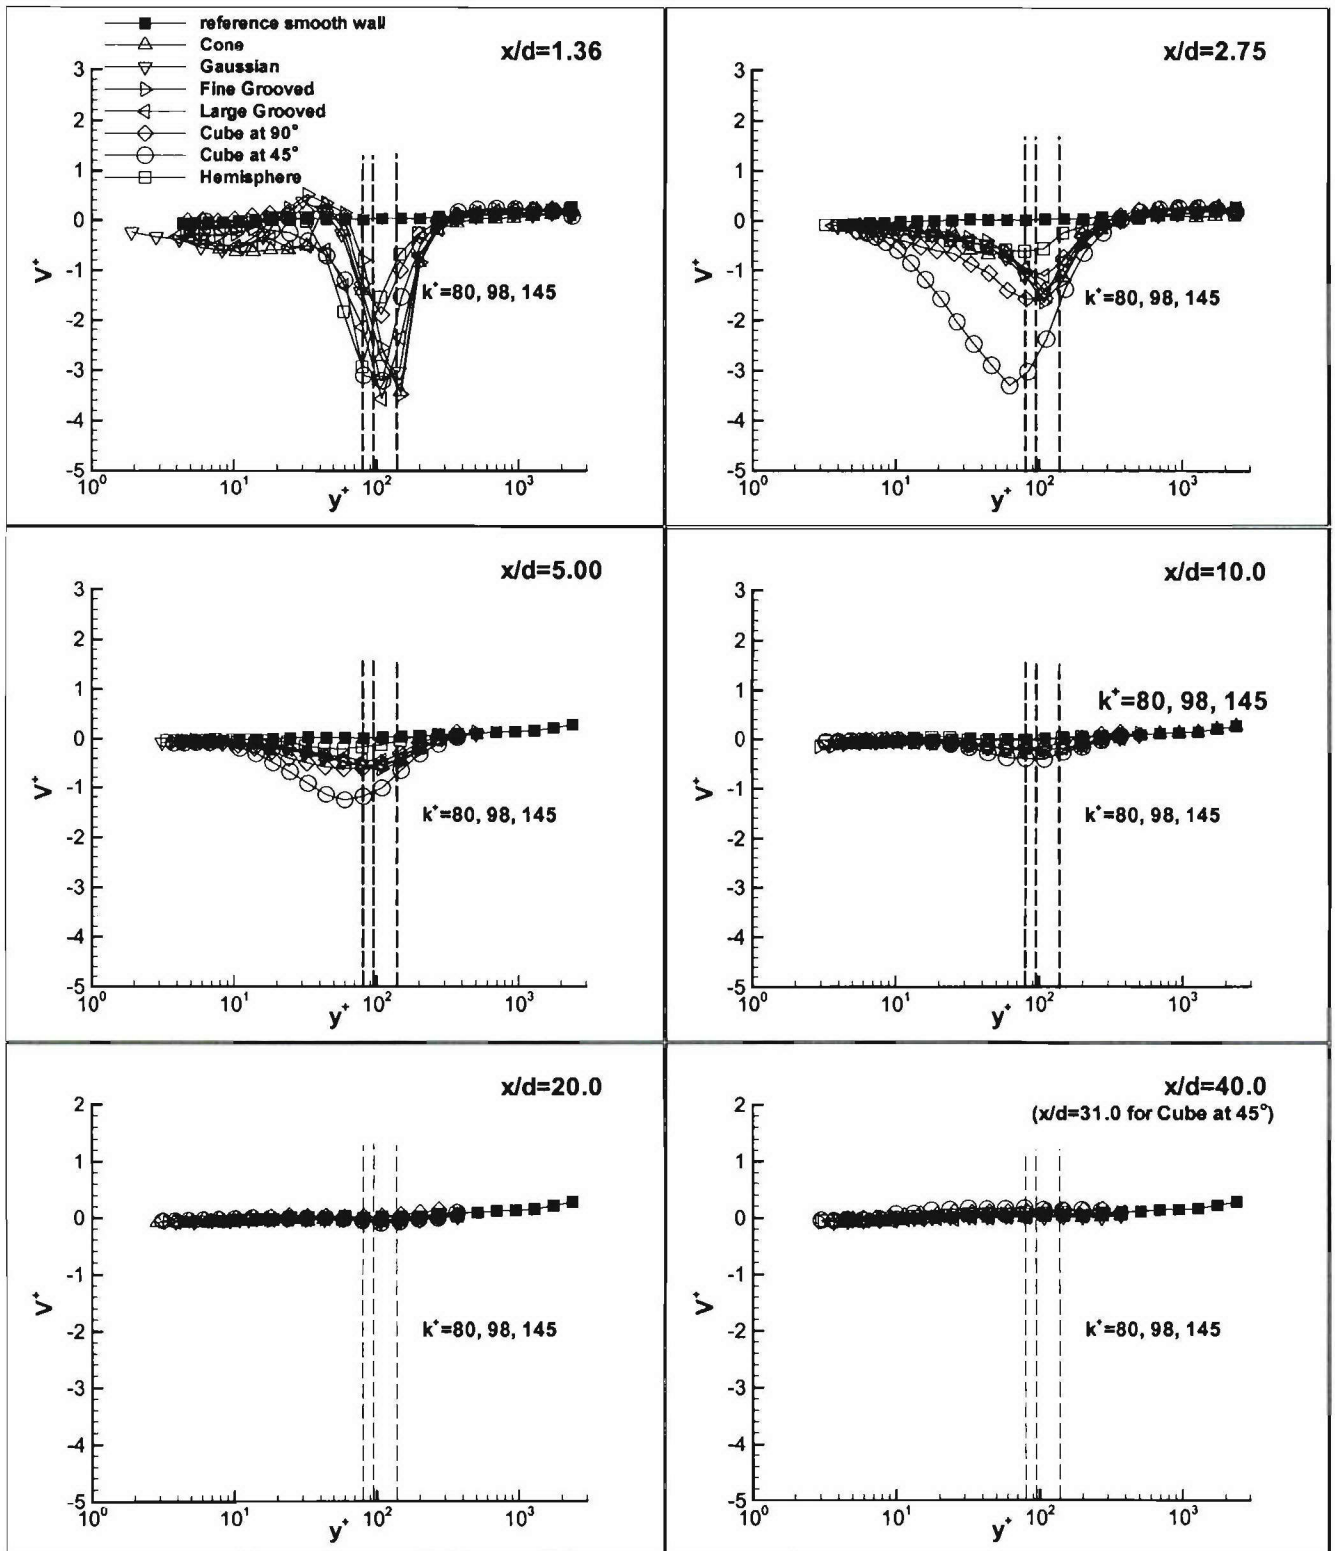 reference smooth wall
Cone
Gaussian
Fine Grooved
Large Grooved
Cube at 90°
Cube at 45°
Hemisphere
x/d=1.36
3
2
1
0
-1
-2
-3
-4
-5
V⁺
k⁺=80, 98, 145
10⁰ 10¹ 10² 10³
y⁺
x/d=2.75
3
2
1
0
-1
-2
-3
-4
-5
V⁺
k⁺=80, 98, 145
10⁰ 10¹ 10² 10³
y⁺
x/d=5.00
3
2
1
0
-1
-2
-3
-4
-5
V⁺
k⁺=80, 98, 145
10⁰ 10¹ 10² 10³
y⁺
x/d=10.0
3
2
1
0
-1
-2
-3
-4
-5
V⁺
k⁺=80, 98, 145
k⁺=80, 98, 145
10⁰ 10¹ 10² 10³
y⁺
x/d=20.0
2
1
0
-1
-2
-3
-4
-5
V⁺
k⁺=80, 98, 145
10⁰ 10¹ 10² 10³
y⁺
x/d=40.0
(x/d=31.0 for Cube at 45°)
2
1
0
-1
-2
-3
-4
-5
V⁺
k⁺=80, 98, 145
10⁰ 10¹ 10² 10³
y⁺